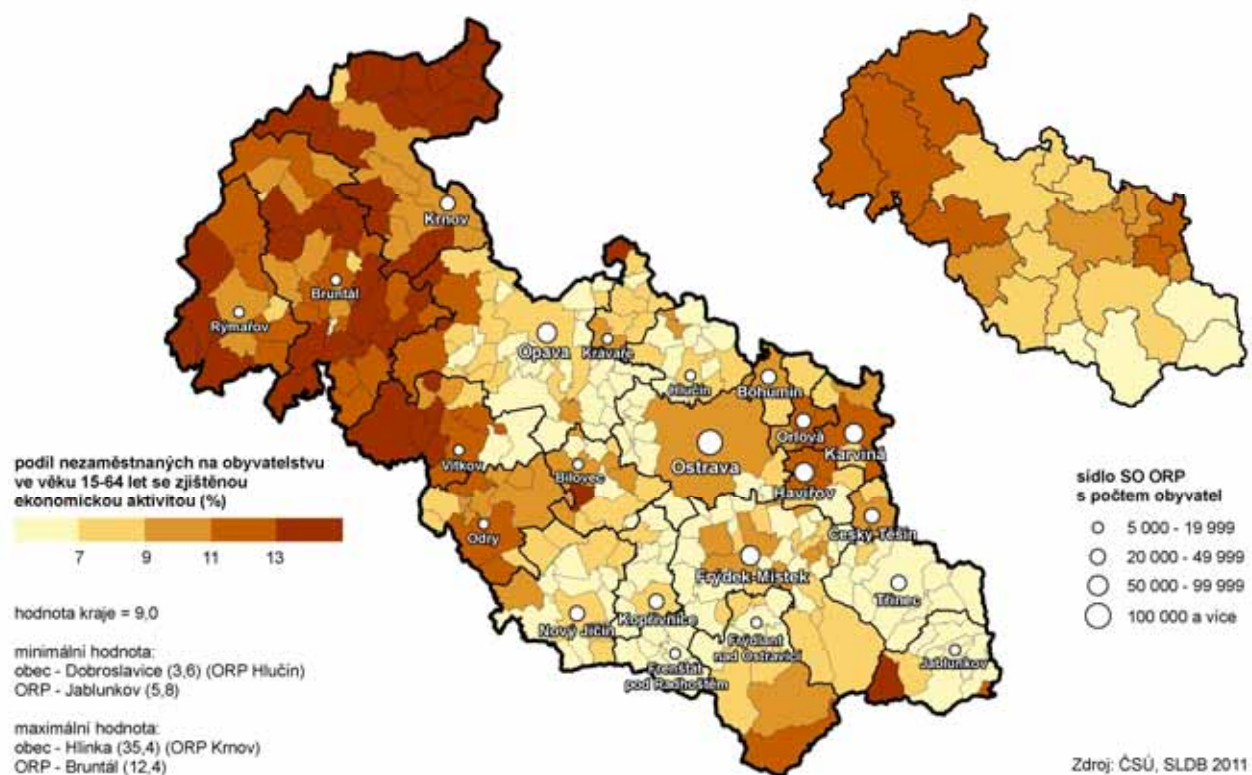 Krnov
Bruntál
Rýmařov
Opava
Kravaře
Hlučín
Bohumín
Orlová
Karviná
Ostrava
Havířov
Vítkov
Bílovec
Odry
Český Těšín
Frýdek-Místek
Třinec
Nový Jičín
Kopřivnice
Frýdlant
nad Ostravicí
Frenštát
pod Radhoštěm
Jablunkov
podíl nezaměstnaných na obyvatelstvu
ve věku 15-64 let se zjištěnou
ekonomickou aktivitou (%)
7 9 11 13
hodnota kraje = 9,0
minimální hodnota:
obec - Dobroslavice (3,6) (ORP Hlučín)
ORP - Jablunkov (5,8)
maximální hodnota:
obec - Hlinka (35,4) (ORP Krnov)
ORP - Bruntál (12,4)
sídlo SO ORP
s počtem obyvatel
5 000 - 19 999
20 000 - 49 999
50 000 - 99 999
100 000 a více
Zdroj: ČSÚ, SLDB 2011